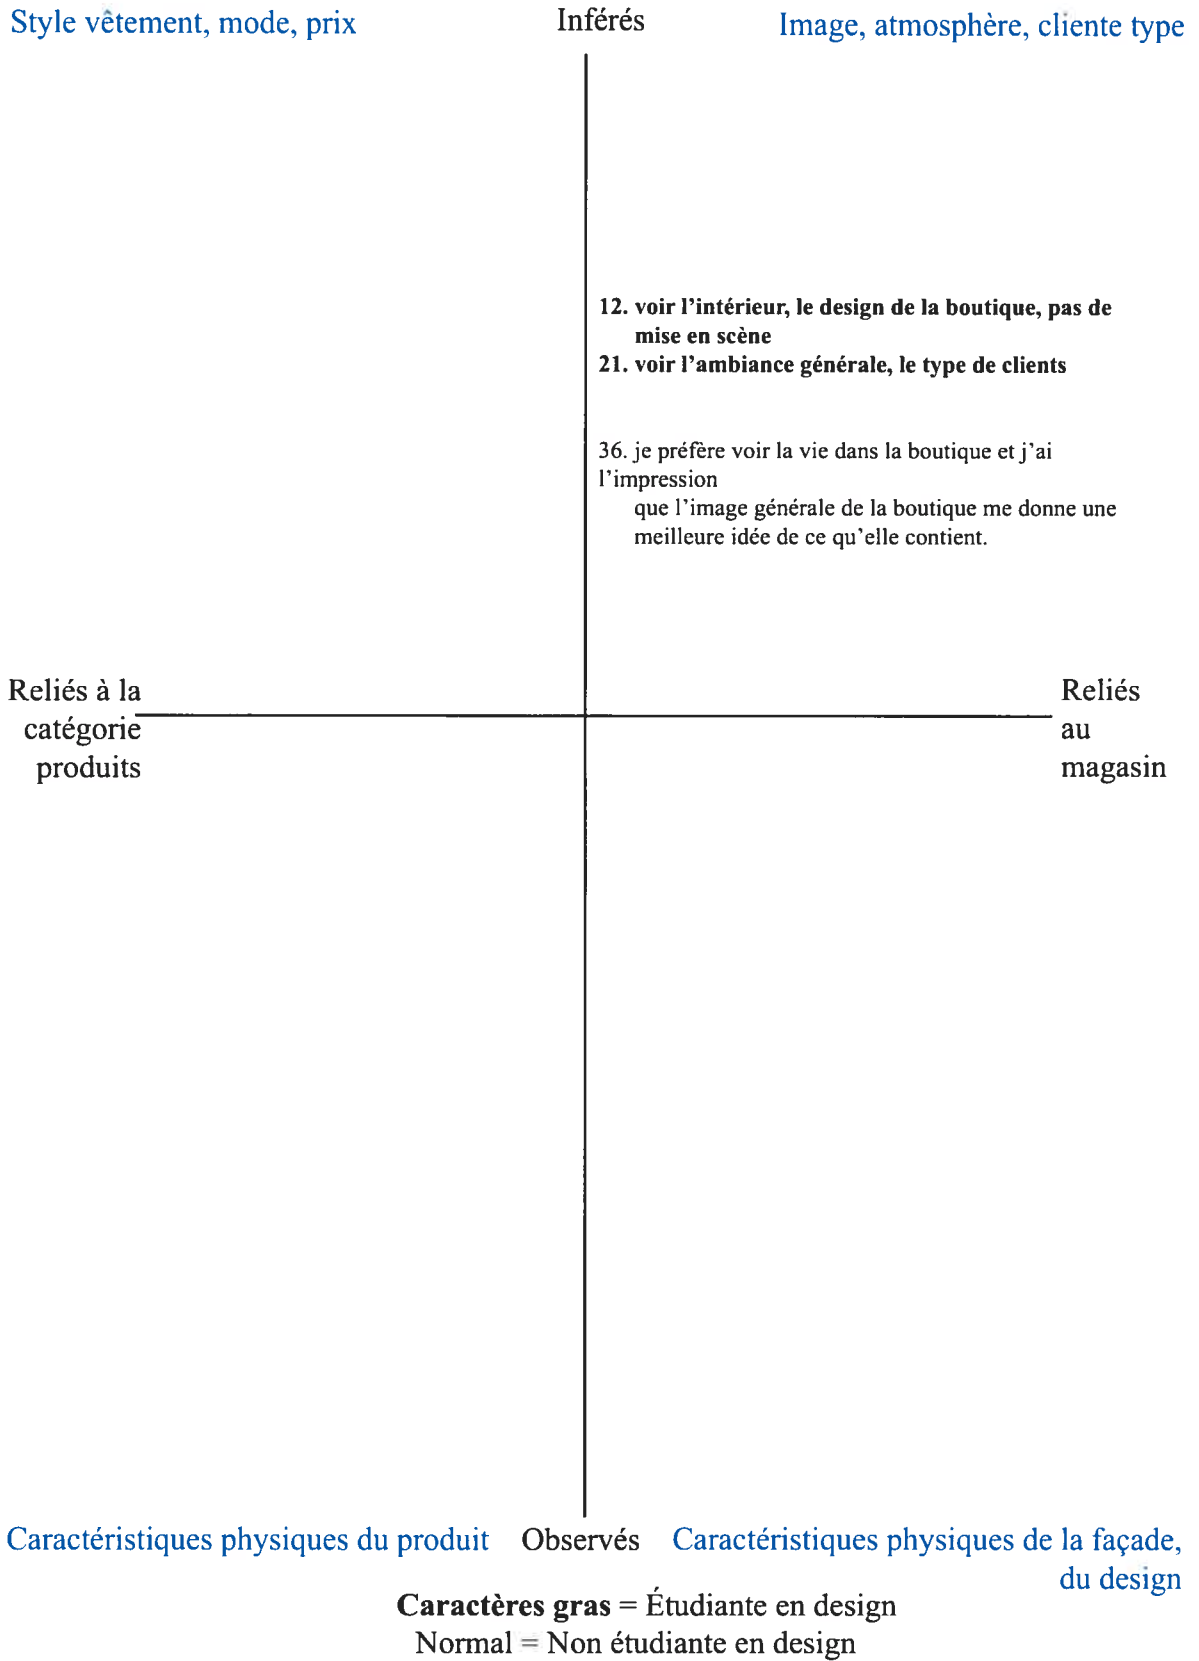 Style vêtement, mode, prix
Inférés
Image, atmosphère, cliente type
12. voir l'intérieur, le design de la boutique, pas de
mise en scène
21. voir l'ambiance générale, le type de clients
36. je préfère voir la vie dans la boutique et j'ai
l'impression
que l'image générale de la boutique me donne une
meilleure idée de ce qu'elle contient.
Reliés à la
catégorie
produits
Reliés
au
magasin
Caractéristiques physiques du produit
Observés
Caractéristiques physiques de la façade,
du design
Caractères gras = Étudiante en design
Normal = Non étudiante en design